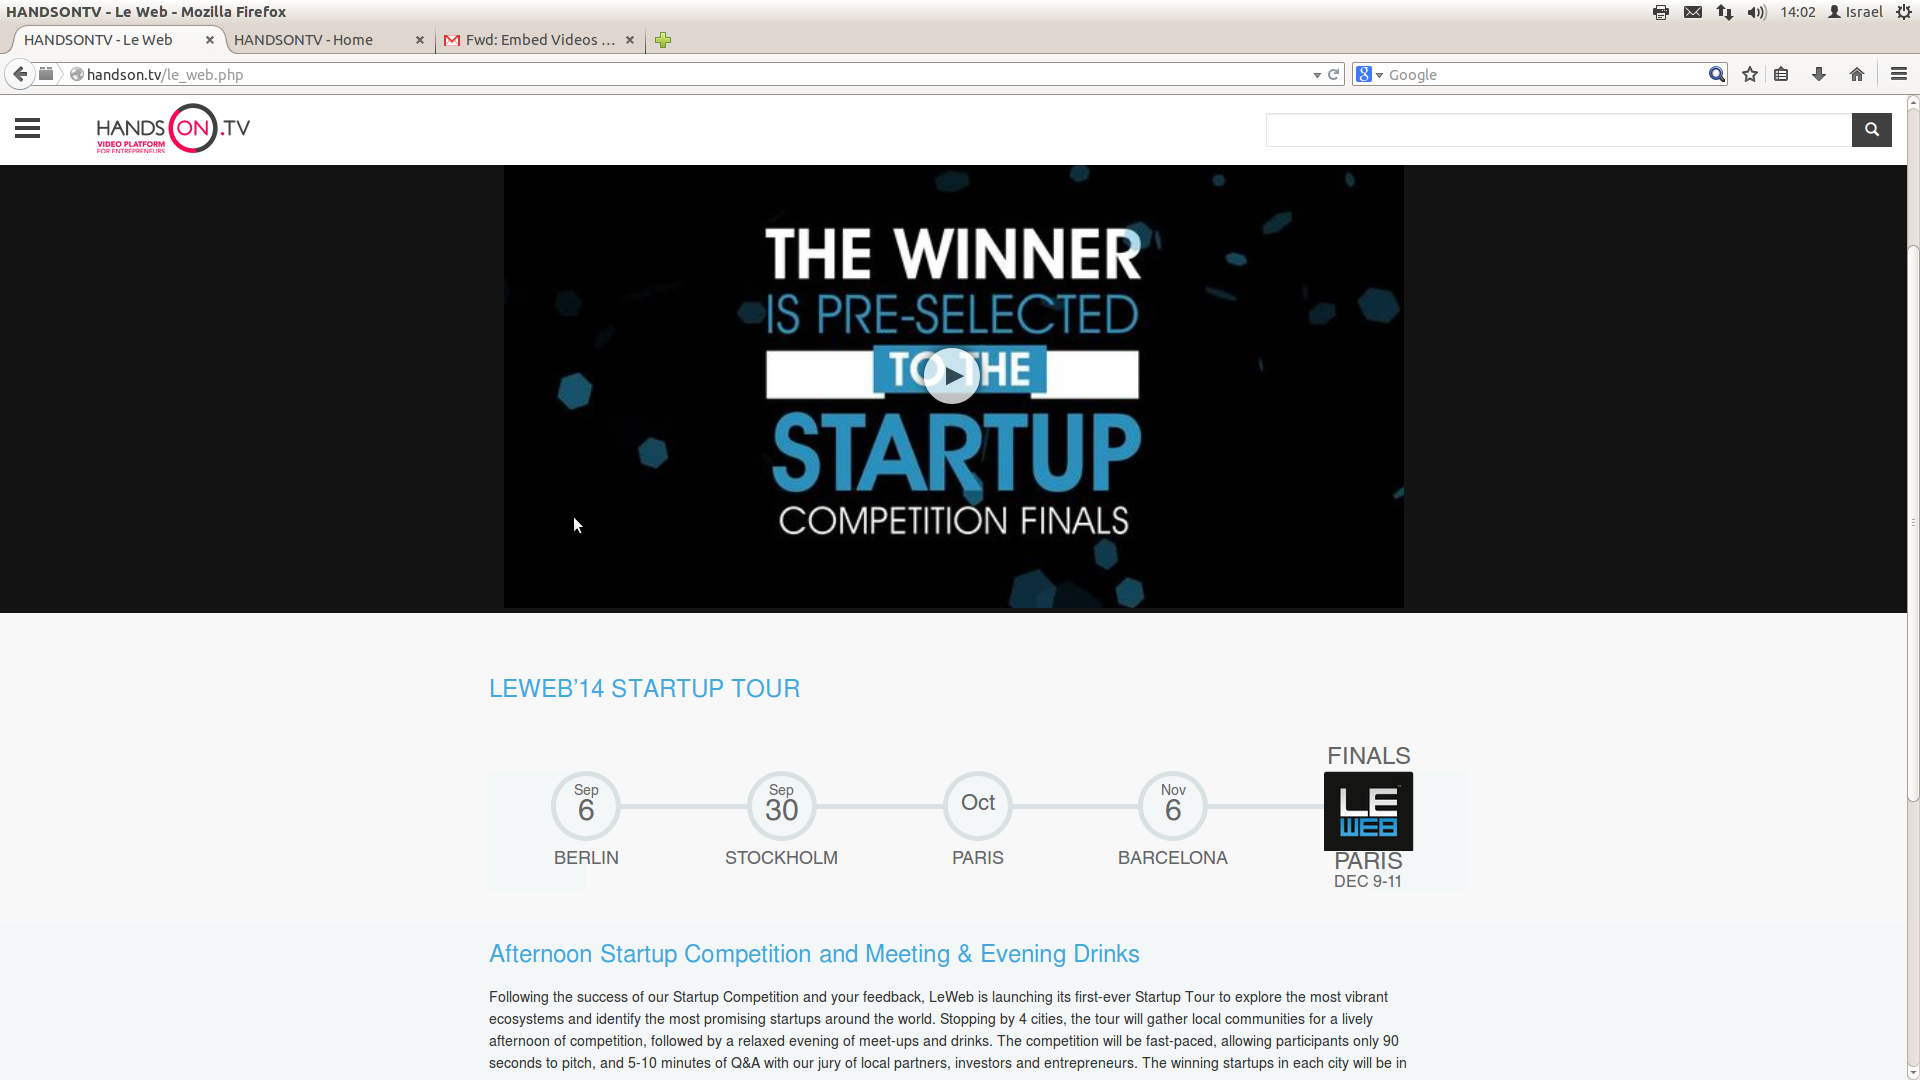 HANDSONTV - Le Web - Mozilla Firefox
14:02 Israel
HANDSONTV - Le Web
HANDSONTV - Home
Fwd: Embed Videos ...
handson.tv/le_web.php
8 Google
HANDS ON .TV
VIDEO PLATFORM
FOR ENTREPRENEURS
THE WINNER
IS PRE-SELECTED
TO THE
STARTUP
COMPETITION FINALS
LEWEB'14 STARTUP TOUR
Sep
6
BERLIN
Sep
30
STOCKHOLM
Oct
PARIS
Nov
6
BARCELONA
FINALS
LE
WEB
PARIS
DEC 9-11
Afternoon Startup Competition and Meeting & Evening Drinks
Following the success of our Startup Competition and your feedback, LeWeb is launching its first-ever Startup Tour to explore the most vibrant
ecosystems and identify the most promising startups around the world. Stopping by 4 cities, the tour will gather local communities for a lively
afternoon of competition, followed by a relaxed evening of meet-ups and drinks. The competition will be fast-paced, allowing participants only 90
seconds to pitch, and 5-10 minutes of Q&A with our jury of local partners, investors and entrepreneurs. The winning startups in each city will be in